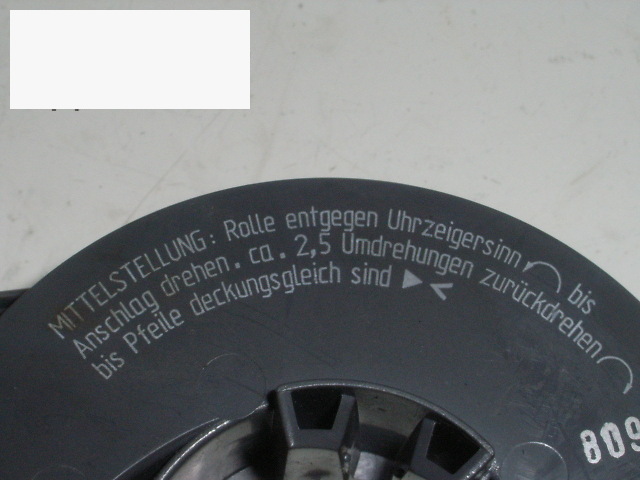 MITTELSTELLUNG: Rolle entgegen Uhrzeigersinn bis
Anschlag drehen. ca. 2,5 Umdrehungen zurückdrehen
bis Pfeile deckungsgleich sind
809